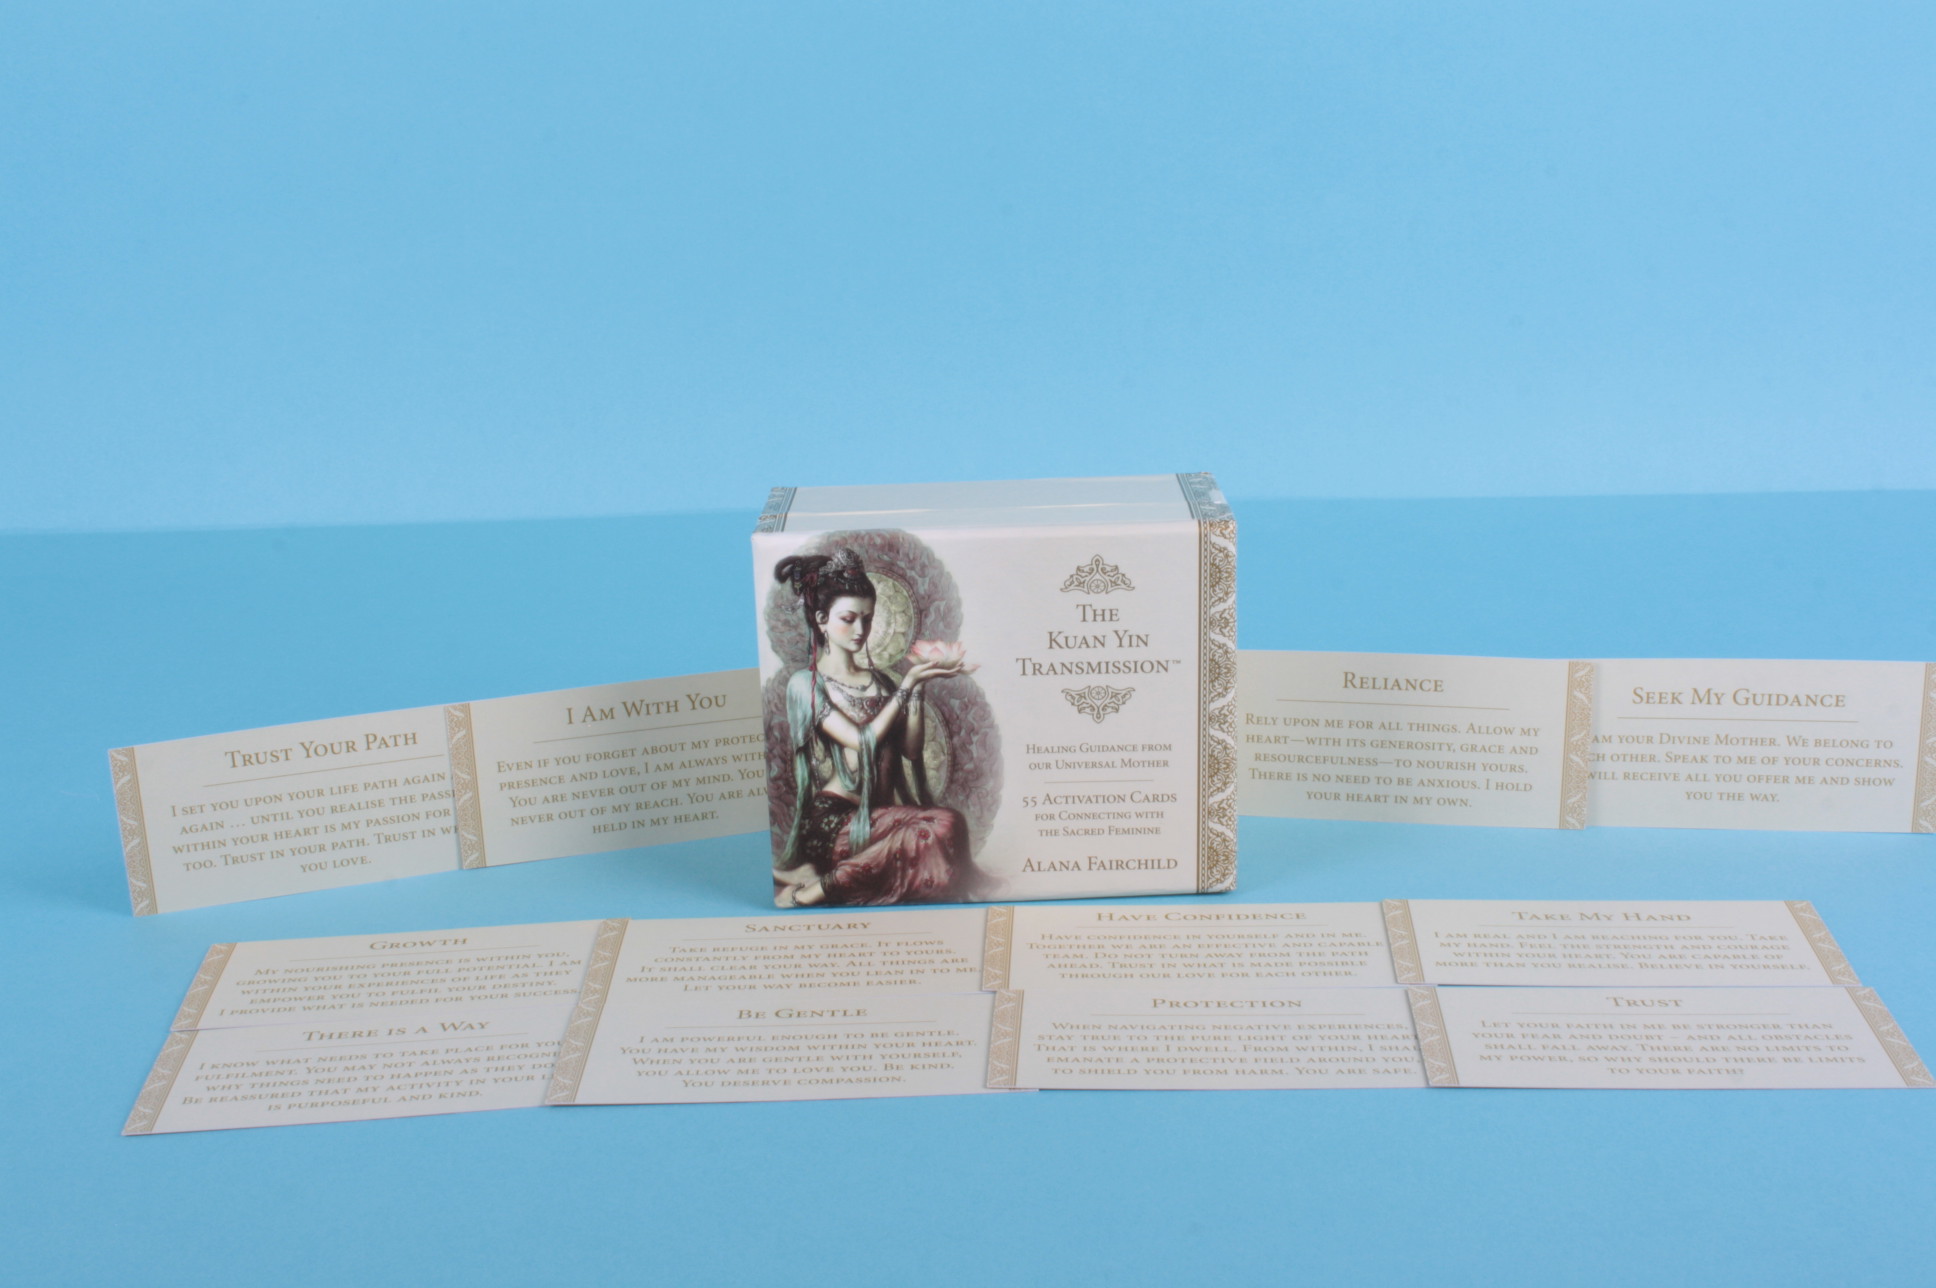 The
Kuan Yin
Transmission™
Healing Guidance from
our Universal Mother
55 Activation Cards
for Connecting with
the Sacred Feminine
Alana Fairchild
Trust Your Path
I set you upon your life path again
again ... until you realise the
within your heart is my passion for
too. Trust in your path. Trust in
you love.
I Am With You
Even if you forget about my
presence and love, I am always
You are never out of my mind. You
never out of my reach. You are
held in my heart.
Reliance
Rely upon me for all things. Allow my
heart—with its generosity, grace and
resourcefulness—to nourish yours.
There is no need to be anxious. I hold
your heart in my own.
Seek My Guidance
am your Divine Mother. We belong to
other. Speak to me of your concerns.
will receive all you offer me and show
you the way.
Growth
My nourishing presence is within you,
growing you to your full potential. I am
within your experiences of life as they
empower you to fulfil your destiny.
I provide what is needed for your success.
Sanctuary
Take refuge in my grace. It flows
constantly from my heart to yours.
It shall clear your way. All things are
more manageable when you lean in to me.
Let your way become easier.
Have Confidence
Have confidence in yourself and in me.
Together we are an effective and capable
team. Do not turn away from the path
ahead. Trust in what is made possible
through our love for each other.
Take My Hand
I am real and I am reaching for you. Take
my hand. Feel the strength and courage
within your heart. You are capable of
more than you realise. Believe in yourself.
There is a Way
I know what needs to take place for
fulfilment. You may not always
why things need to happen as they do
Be reassured that my activity in your
is purposeful and kind.
Be Gentle
I am powerful enough to be gentle.
You have my wisdom within your heart.
When you are gentle with yourself,
you allow me to love you. Be kind.
You deserve compassion.
Protection
When navigating negative experiences,
stay true to the pure light of your heart
That is where I dwell. From within, I
emanate a protective field around you
to shield you from harm. You are safe.
Trust
Let your faith in me be stronger than
your fear and doubt – and all obstacles
shall fall away. There are no limits to
my power, so why should there be limits
to your faith?